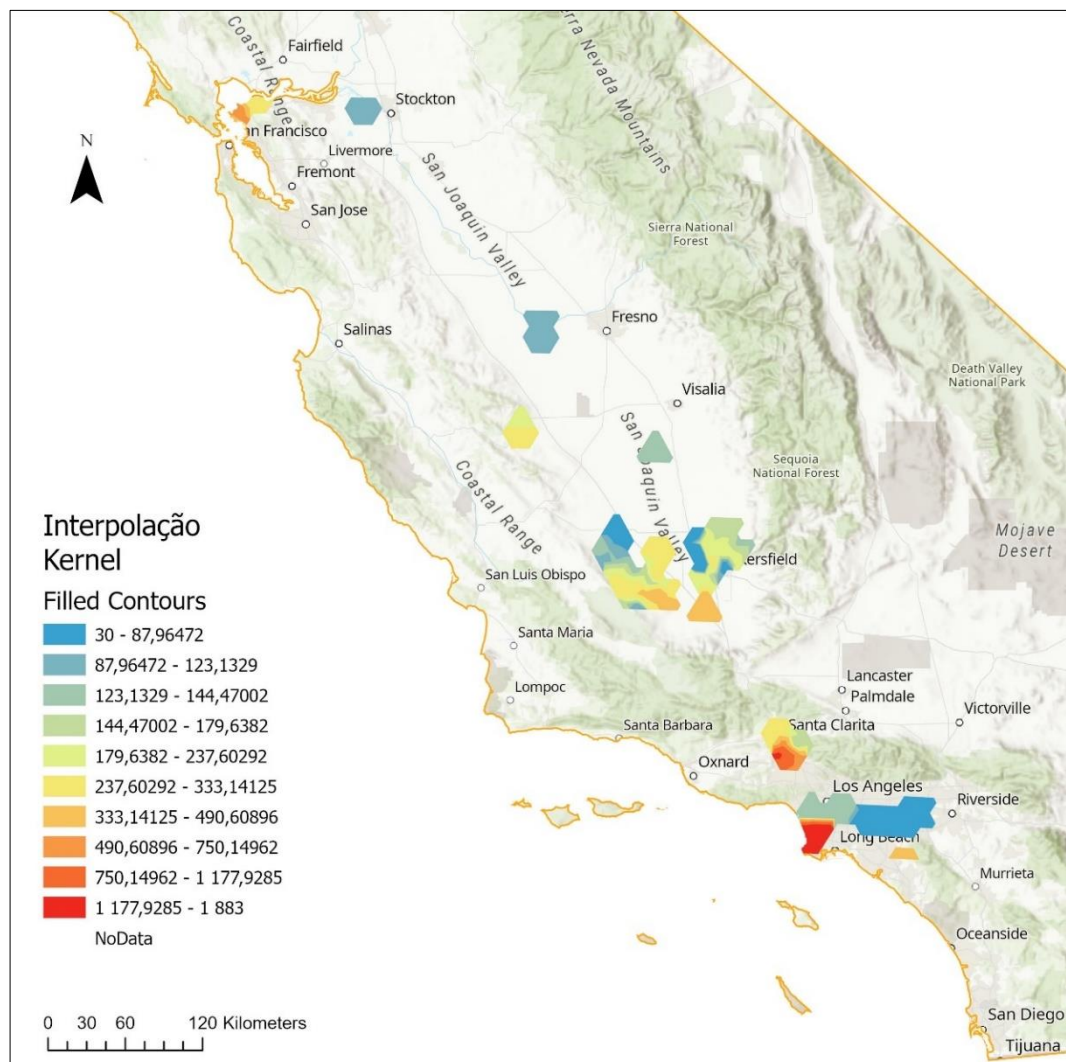 Coastal Range
Fairfield
erra Nevada Mountains
Stockton
nn Francisco
Livermore
Fremont
San Jose
San Joaquin Valley
Sierra National
Forest
N
Salinas
Fresno
Death Valley
National Park
Visalia
San Joaquin Valley
Sequoia
National Forest
Coastal Range
Mojave
Desert
kersfield
San Luis Obispo
Santa Maria
Lompoc
Lancaster
Palmdale
Victorville
Santa Barbara
Santa Clarita
Oxnard
Los Angeles
Riverside
Long Beach
Murrieta
Oceanside
San Diego
Tijuana
Interpolação
Kernel
Filled Contours
30 - 87,96472
87,96472 - 123,1329
123,1329 - 144,47002
144,47002 - 179,6382
179,6382 - 237,60292
237,60292 - 333,14125
333,14125 - 490,60896
490,60896 - 750,14962
750,14962 - 1 177,9285
1 177,9285 - 1 883
NoData
0 30 60 120 Kilometers